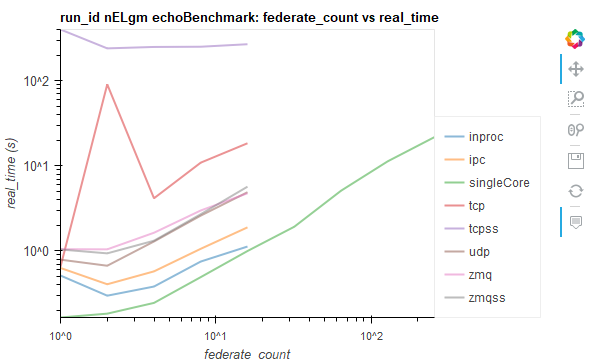 run_id nELgm echoBenchmark: federate_count vs real_time
real_time (s)
10^2
10^1
10^0
10^0
10^1
10^2
federate_count
inproc
ipc
singleCore
tcp
tcpss
udp
zmq
zmqss